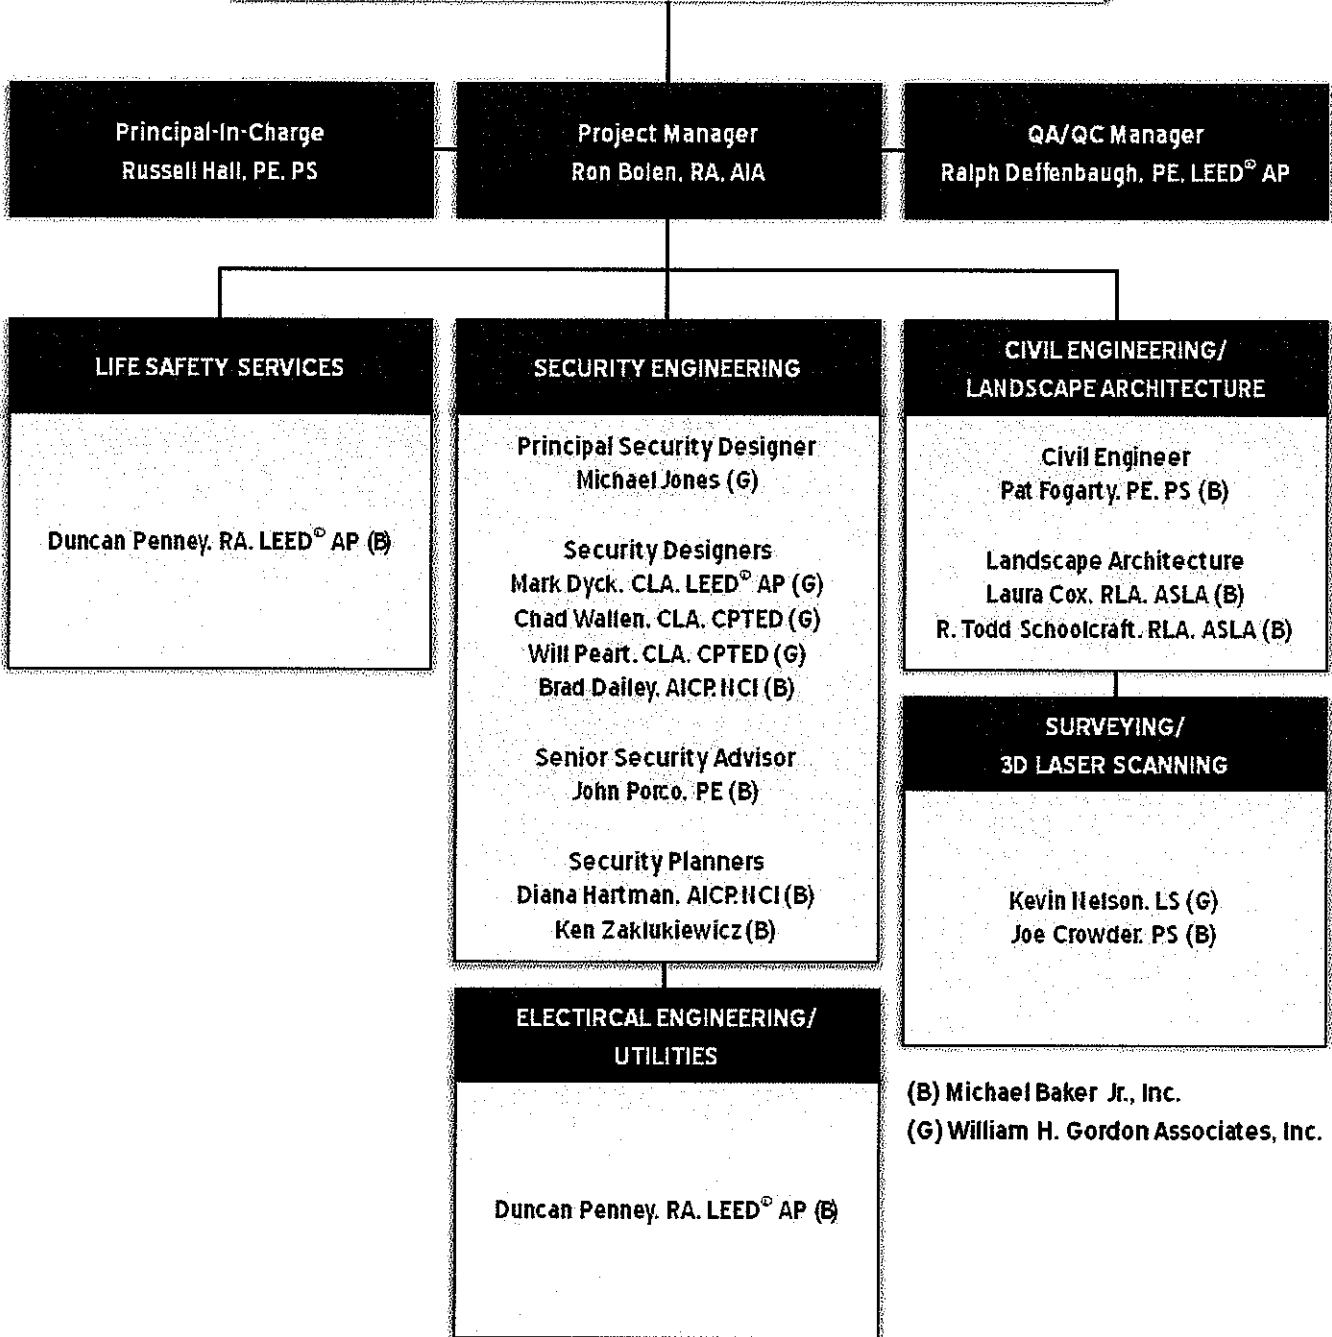 Principal-In-Charge
Russell Hall, PE, PS
Project Manager
Ron Bolen, RA, AIA
QA/QC Manager
Ralph Deffenbaugh, PE, LEED® AP
LIFE SAFETY SERVICES
Duncan Penney, RA, LEED® AP (B)
SECURITY ENGINEERING
Principal Security Designer
Michael Jones (G)
Security Designers
Mark Dyck, CLA, LEED® AP (G)
Chad Wallen, CLA, CPTED (G)
Will Peart, CLA, CPTED (G)
Brad Dailey, AICP, NCI (B)
Senior Security Advisor
John Porco, PE (B)
Security Planners
Diana Hartman, AICP, NCI (B)
Ken Zaklukiewicz (B)
ELECTIRCAL ENGINEERING/
UTILITIES
Duncan Penney, RA, LEED® AP (B)
CIVIL ENGINEERING/
LANDSCAPE ARCHITECTURE
Civil Engineer
Pat Fogarty, PE, PS (B)
Landscape Architecture
Laura Cox, RLA, ASLA (B)
R. Todd Schoolcraft, RLA, ASLA (B)
SURVEYING/
3D LASER SCANNING
Kevin Nelson, LS (G)
Joe Crowder, PS (B)
(B) Michael Baker Jr., Inc.
(G) William H. Gordon Associates, Inc.